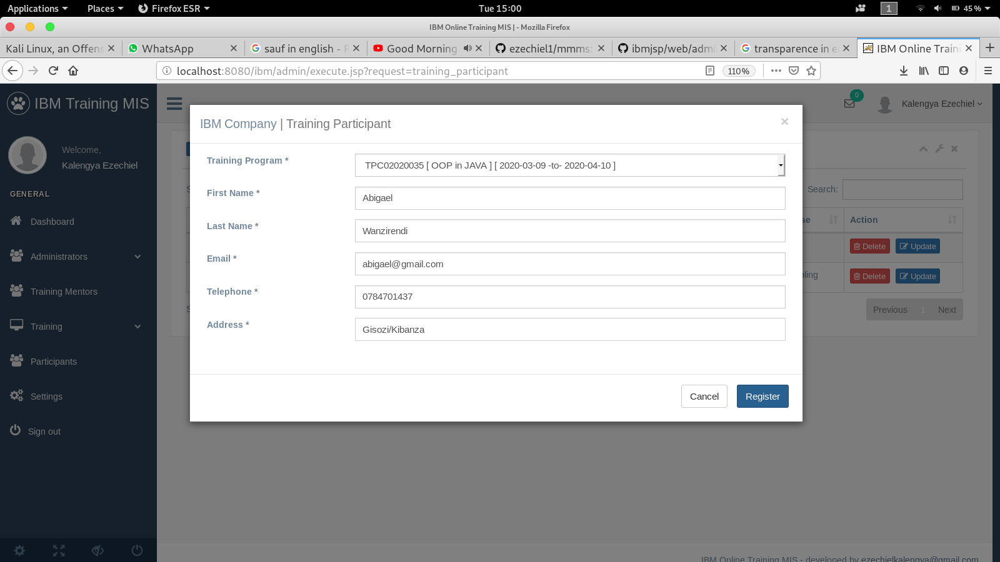 Applications Places Firefox ESR Tue 15:00 1 45 %
IBM Online Training MIS | - Mozilla Firefox
Kali Linux, an Offens WhatsApp sauf in english - Good Morning ezechiel1/mmms: ibmjsp/web/admi transparence in e IBM Online Traini
localhost:8080/ibm/admin/execute.jsp?request=training_participant 110%
IBM Training MIS
0
Kalengya Ezechiel
IBM Company | Training Participant ×
Welcome,
Kalengya Ezechiel
GENERAL
Dashboard
Administrators
Training Mentors
Training
Participants
Settings
Sign out
Training Program * TPC02020035 [ OOP in JAVA ] [ 2020-03-09 -to- 2020-04-10 ]
First Name * Abigael
Last Name * Wanzirendi
Email * abigael@gmail.com
Telephone * 0784701437
Address * Gisozi/Kibanza
Cancel Register
Search:
se Action
Delete Update
ling Delete Update
Previous 1 Next
IBM Online Training MIS - developed by ezechielkalengya@gmail.com